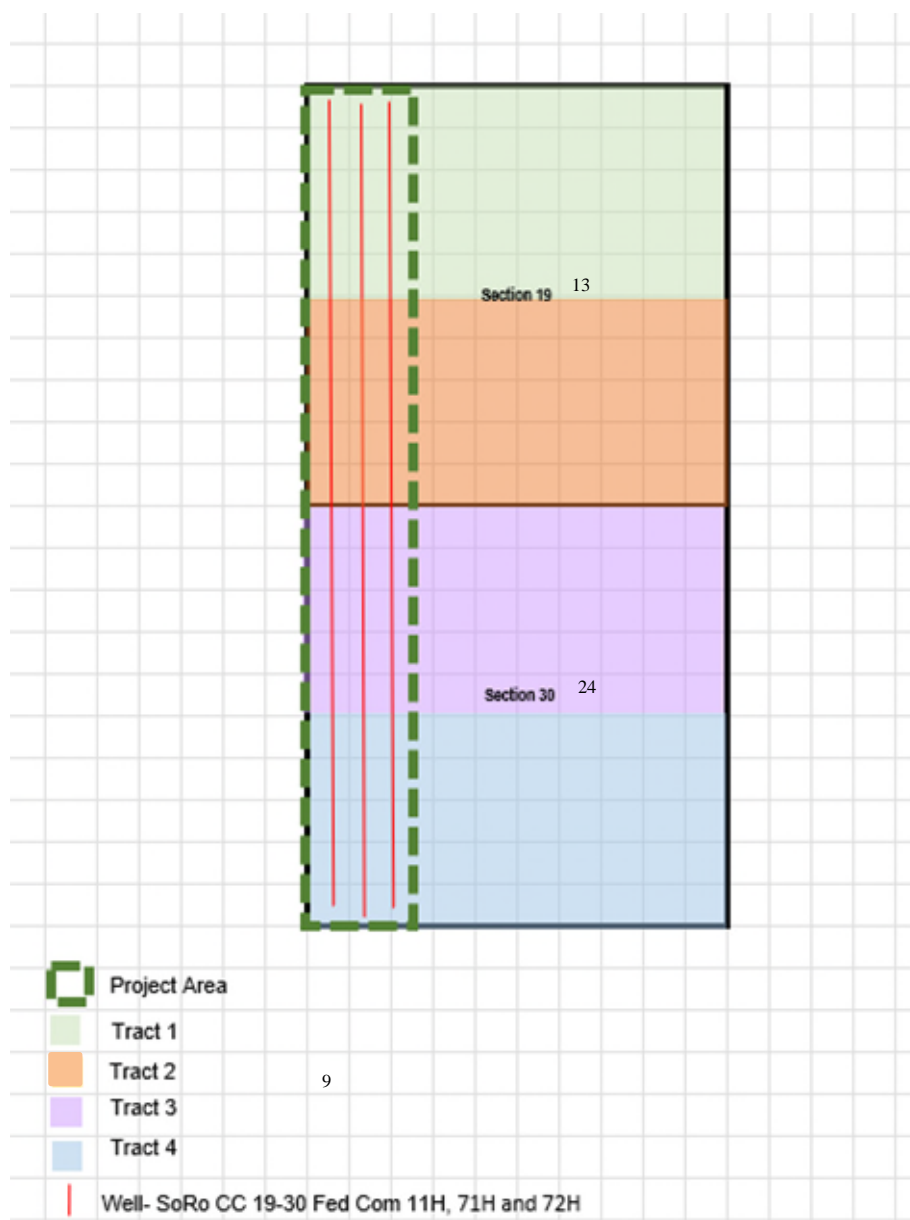 Section 19 13
Section 30 24
Project Area
Tract 1
Tract 2
9
Tract 3
Tract 4
Well- SoRo CC 19-30 Fed Com 11H, 71H and 72H